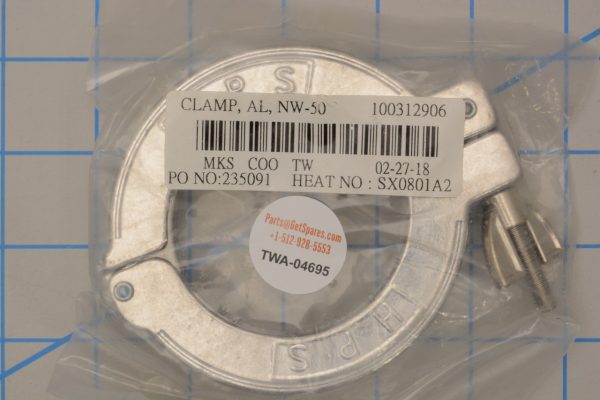 P S
CLAMP, AL, NW-50 100312906
MKS COO TW 02-27-18
PO NO:235091 HEAT NO : SX0801A2
Parts@GetSpares.com
+1-512-928-5553
TWA-04695
LH P S